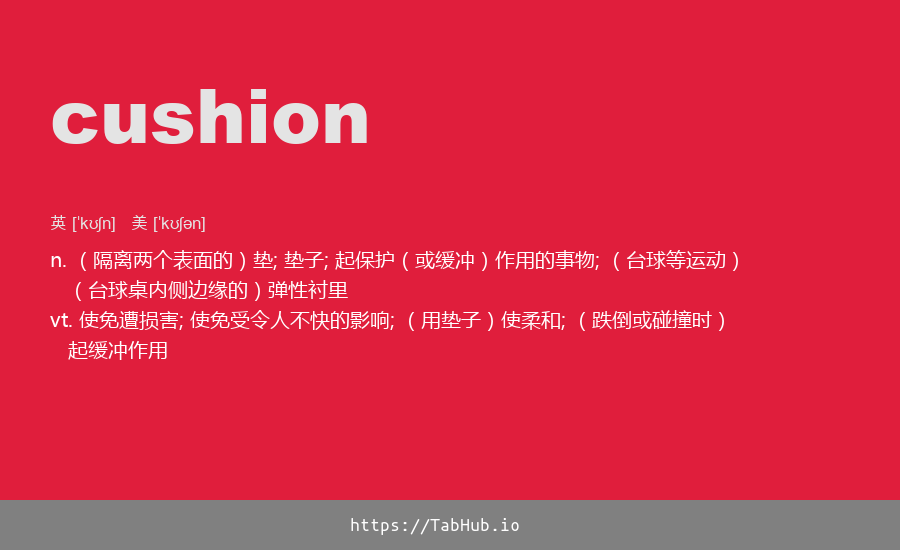 cushion
英 [ˈkʊʃn] 美 [ˈkʊʃən]
n. （隔离两个表面的）垫; 垫子; 起保护（或缓冲）作用的事物; （台球等运动）
（台球桌内侧边缘的）弹性衬里
vt. 使免遭损害; 使免受令人不快的影响; （用垫子）使柔和; （跌倒或碰撞时）
起缓冲作用
https://TabHub.io